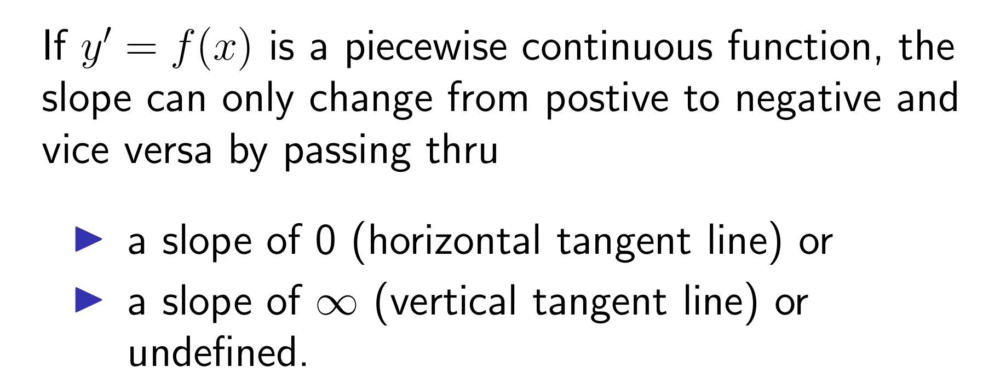 If y′ = f(x) is a piecewise continuous function, the
slope can only change from postive to negative and
vice versa by passing thru
▶ a slope of 0 (horizontal tangent line) or
▶ a slope of ∞ (vertical tangent line) or
undefined.